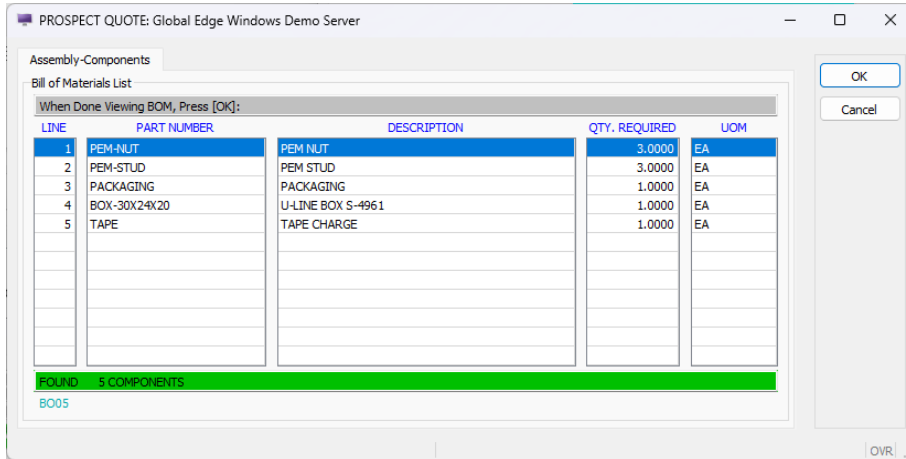 PROSPECT QUOTE: Global Edge Windows Demo Server
Assembly-Components
Bill of Materials List
When Done Viewing BOM, Press [OK]:
LINE PART NUMBER DESCRIPTION QTY. REQUIRED UOM
1 PEM-NUT PEM NUT 3.0000 EA
2 PEM-STUD PEM STUD 3.0000 EA
3 PACKAGING PACKAGING 1.0000 EA
4 BOX-30X24X20 U-LINE BOX S-4961 1.0000 EA
5 TAPE TAPE CHARGE 1.0000 EA
FOUND 5 COMPONENTS
BO05
OK
Cancel
OVR